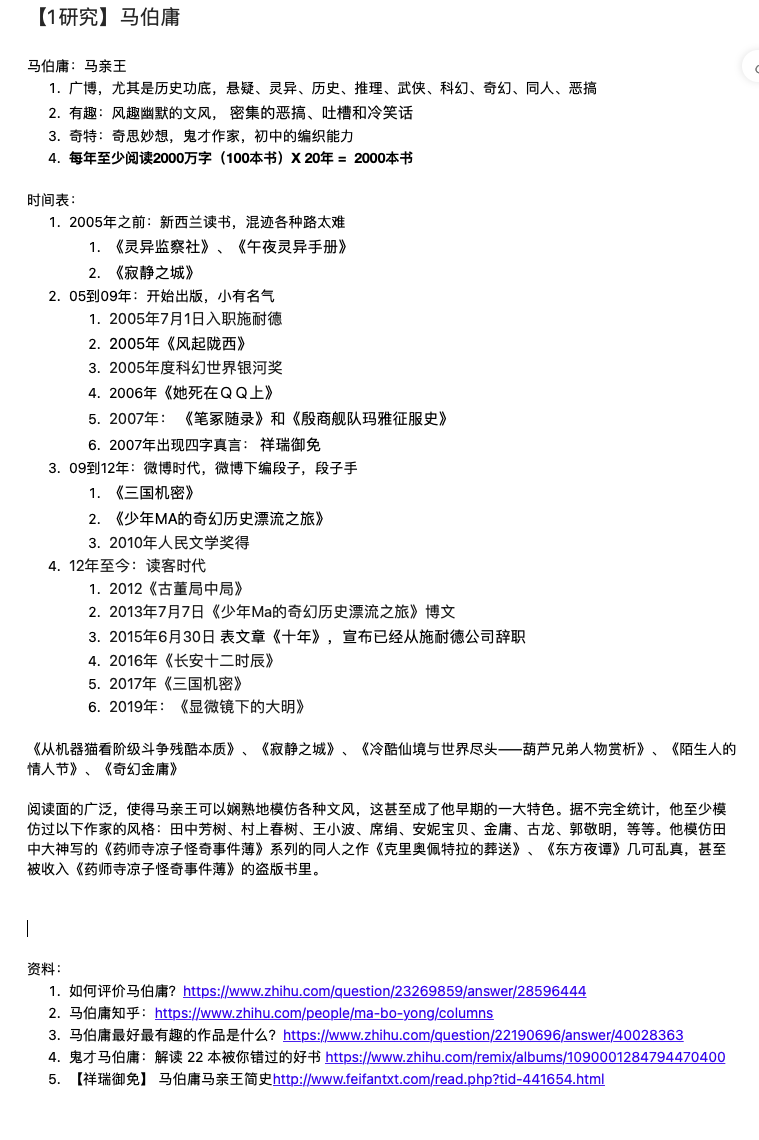 【1研究】马伯庸
马伯庸：马亲王
1. 广博，尤其是历史功底，悬疑、灵异、历史、推理、武侠、科幻、奇幻、同人、恶搞
2. 有趣：风趣幽默的文风， 密集的恶搞、吐槽和冷笑话
3. 奇特：奇思妙想，鬼才作家，初中的编织能力
4. 每年至少阅读2000万字（100本书）X 20年 = 2000本书
时间表：
1. 2005年之前：新西兰读书，混迹各种路太难
1. 《灵异监察社》、《午夜灵异手册》
2. 《寂静之城》
2. 05到09年：开始出版，小有名气
1. 2005年7月1日入职施耐德
2. 2005年《风起陇西》
3. 2005年度科幻世界银河奖
4. 2006年《她死在ＱＱ上》
5. 2007年： 《笔冢随录》和《殷商舰队玛雅征服史》
6. 2007年出现四字真言： 祥瑞御免
3. 09到12年：微博时代，微博下编段子，段子手
1. 《三国机密》
2. 《少年MA的奇幻历史漂流之旅》
3. 2010年人民文学奖得
4. 12年至今：读客时代
1. 2012《古董局中局》
2. 2013年7月7日《少年Ma的奇幻历史漂流之旅》博文
3. 2015年6月30日 表文章《十年》，宣布已经从施耐德公司辞职
4. 2016年《长安十二时辰》
5. 2017年《三国机密》
6. 2019年：《显微镜下的大明》
《从机器猫看阶级斗争残酷本质》、《寂静之城》、《冷酷仙境与世界尽头——葫芦兄弟人物赏析》、《陌生人的
情人节》、《奇幻金庸》
阅读面的广泛，使得马亲王可以娴熟地模仿各种文风，这甚至成了他早期的一大特色。据不完全统计，他至少模
仿过以下作家的风格：田中芳树、村上春树、王小波、席绢、安妮宝贝、金庸、古龙、郭敬明，等等。他模仿田
中大神写的《药师寺凉子怪奇事件薄》系列的同人之作《克里奥佩特拉的葬送》、《东方夜谭》几可乱真，甚至
被收入《药师寺凉子怪奇事件薄》的盗版书里。
资料：
1. 如何评价马伯庸？https://www.zhihu.com/question/23269859/answer/28596444
2. 马伯庸知乎：https://www.zhihu.com/people/ma-bo-yong/columns
3. 马伯庸最好最有趣的作品是什么？https://www.zhihu.com/question/22190696/answer/40028363
4. 鬼才马伯庸：解读 22 本被你错过的好书 https://www.zhihu.com/remix/albums/1090001284794470400
5. 【祥瑞御免】 马伯庸马亲王简史http://www.feifantxt.com/read.php?tid-441654.html